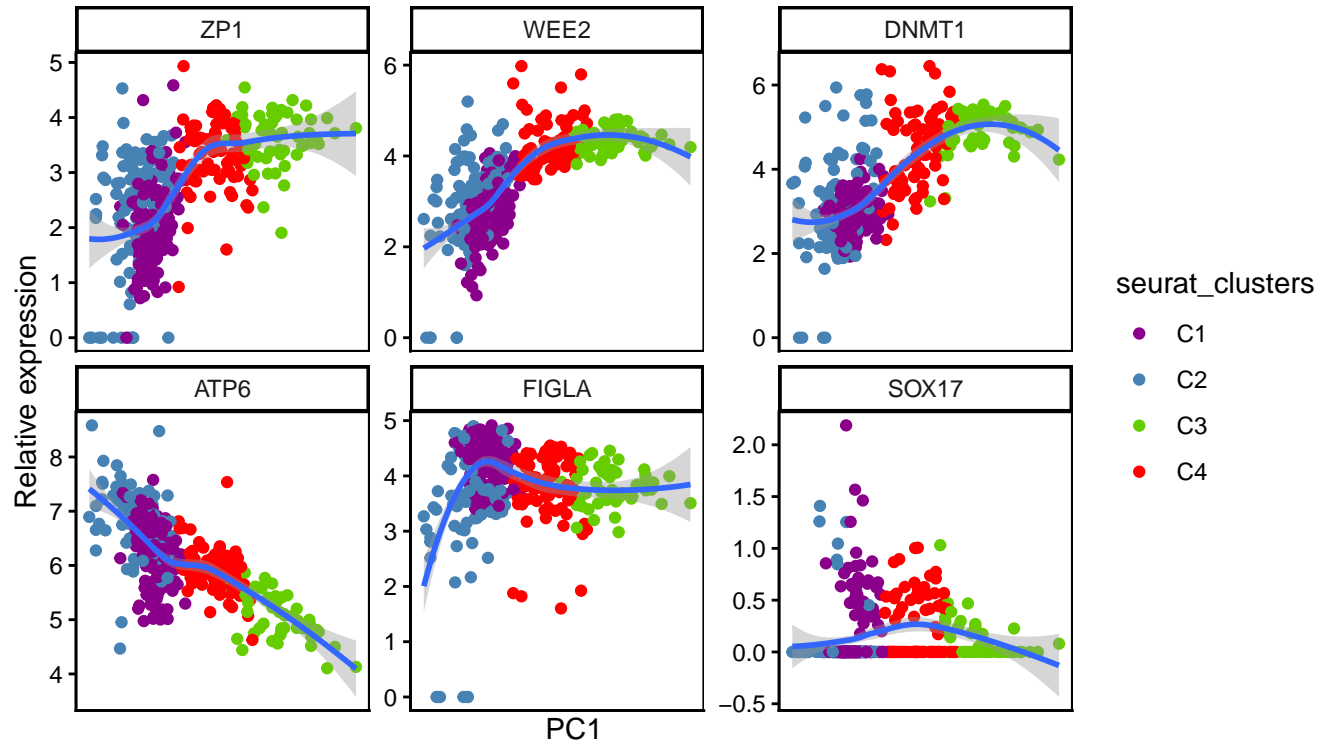 ZP1
WEE2
DNMT1
5
4
3
2
1
0
6
4
2
0
6
4
2
0
ATP6
FIGLA
SOX17
8
7
6
5
4
5
4
3
2
1
0
2.0
1.5
1.0
0.5
0.0
−0.5
Relative expression
PC1
seurat_clusters
C1
C2
C3
C4